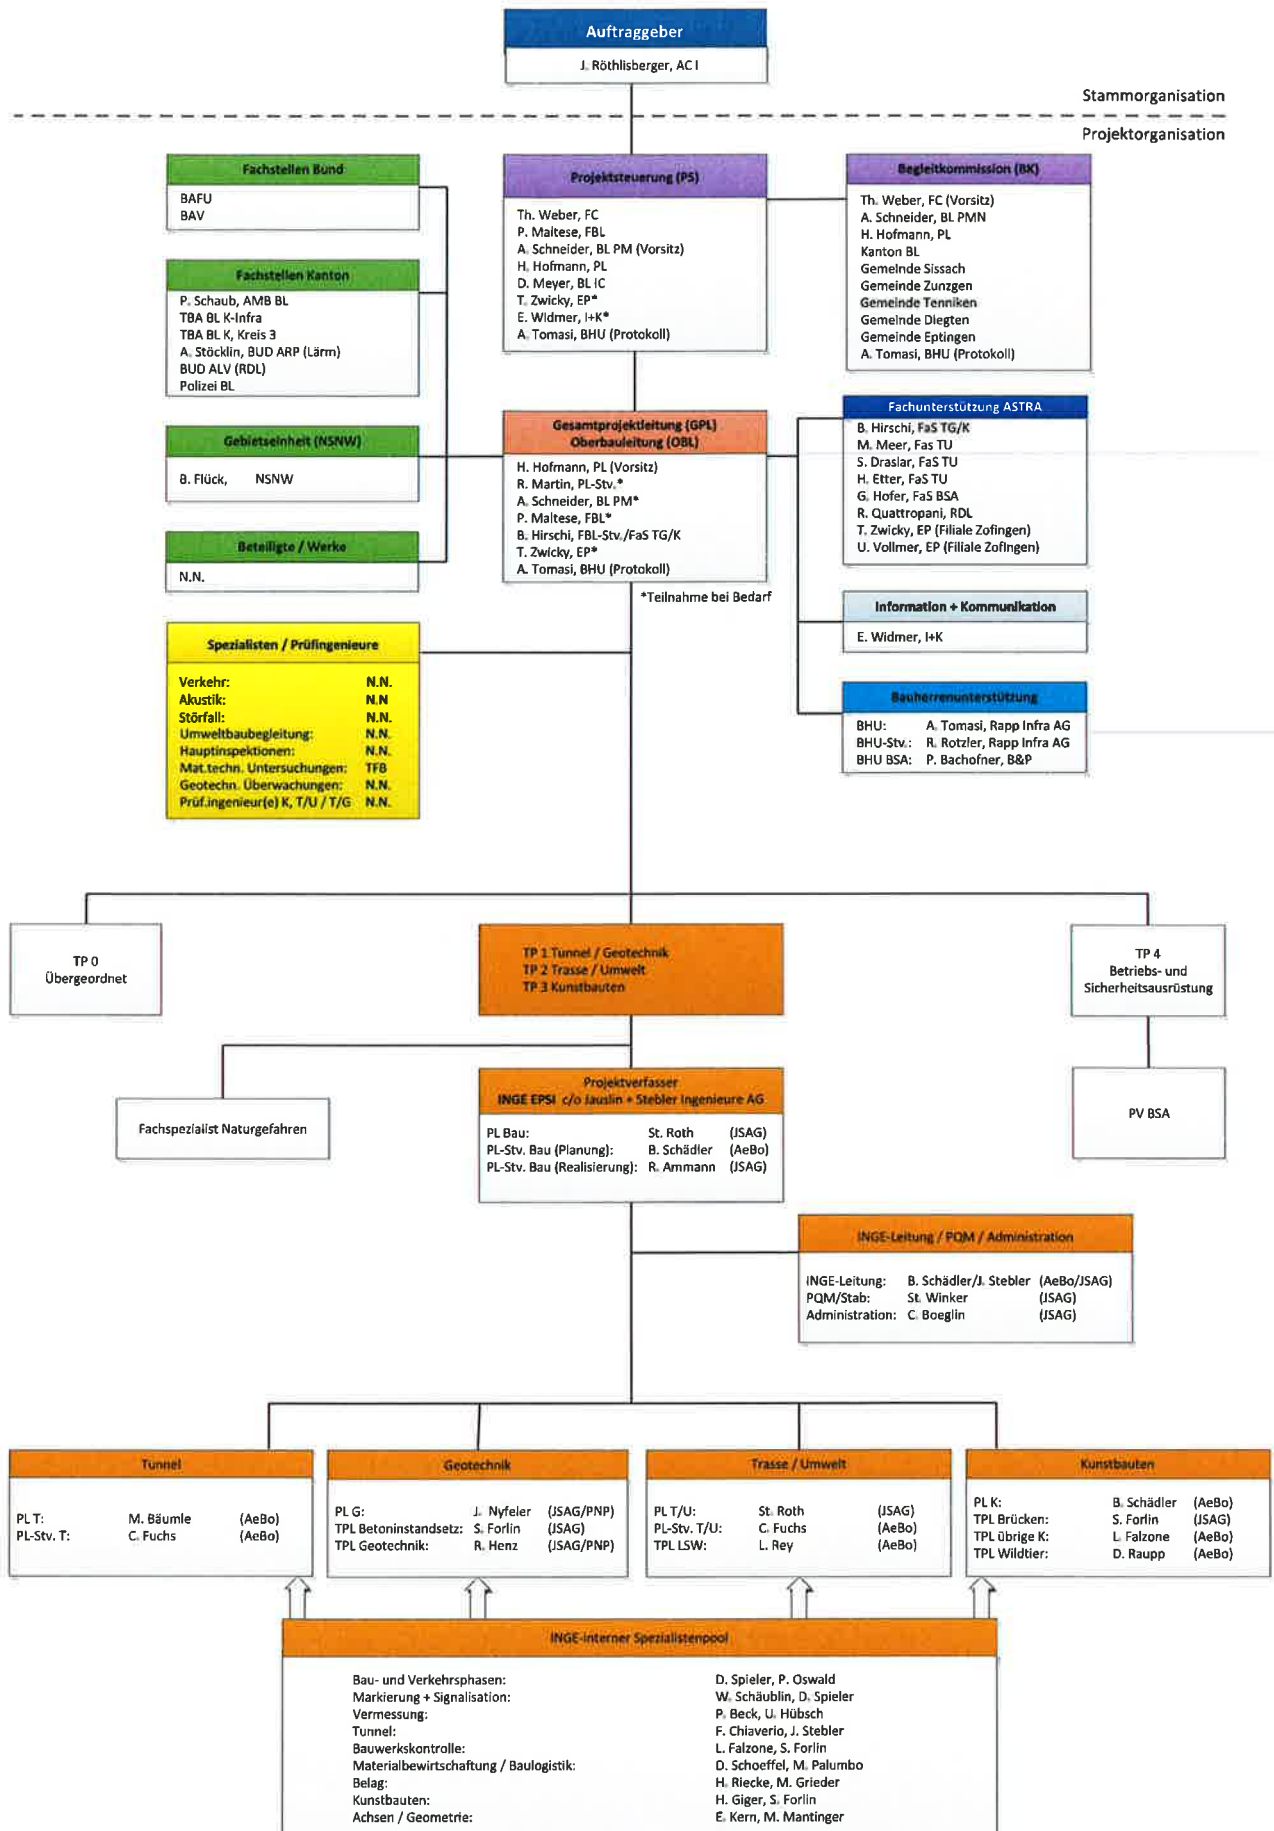 Auftraggeber
J. Röthlisberger, AC I
Stammorganisation
Projektorganisation
Fachstellen Bund
BAFU
BAV
Projektsteuerung (PS)
Th. Weber, FC
P. Maltese, FBL
A. Schneider, BL PM (Vorsitz)
H. Hofmann, PL
D. Meyer, BL IC
T. Zwicky, EP*
E. Widmer, I+K*
A. Tomasi, BHU (Protokoll)
Begleitkommission (BK)
Th. Weber, FC (Vorsitz)
A. Schneider, BL PMN
H. Hofmann, PL
Kanton BL
Gemeinde Sissach
Gemeinde Zunzgen
Gemeinde Tenniken
Gemeinde Diegten
Gemeinde Eptingen
A. Tomasi, BHU (Protokoll)
Fachstellen Kanton
P. Schaub, AMB BL
TBA BL K-Infra
TBA BL K, Kreis 3
A. Stöcklin, BUD ARP (Lärm)
BUD ALV (RDL)
Polizei BL
Gebietseinheit (NSNW)
B. Flück, NSNW
Beteiligte / Werke
N.N.
Gesamtprojektleitung (GPL)
Oberbauleitung (OBL)
H. Hofmann, PL (Vorsitz)
R. Martin, PL-Stv.*
A. Schneider, BL PM*
P. Maltese, FBL*
B. Hirschi, FBL-Stv./FaS TG/K
T. Zwicky, EP*
A. Tomasi, BHU (Protokoll)
*Teilnahme bei Bedarf
Fachunterstützung ASTRA
B. Hirschi, FaS TG/K
M. Meer, Fas TU
S. Draslar, FaS TU
H. Etter, FaS TU
G. Hofer, FaS BSA
R. Quattropani, RDL
T. Zwicky, EP (Filiale Zofingen)
U. Vollmer, EP (Filiale Zofingen)
Information + Kommunikation
E. Widmer, I+K
Bauherrenunterstützung
BHU: A. Tomasi, Rapp Infra AG
BHU-Stv.: R. Rotzler, Rapp Infra AG
BHU BSA: P. Bachofner, B&P
Spezialisten / Prüfingenieure
Verkehr: N.N.
Akustik: N.N
Störfall: N.N.
Umweltbaubegleitung: N.N.
Hauptinspektionen: N.N.
Mat.techn. Untersuchungen: TFB
Geotechn. Überwachungen: N.N.
Prüf.ingenieur(e) K, T/U / T/G N.N.
TP 0
Übergeordnet
TP 1 Tunnel / Geotechnik
TP 2 Trasse / Umwelt
TP 3 Kunstbauten
TP 4
Betriebs- und
Sicherheitsausrüstung
Fachspezialist Naturgefahren
Projektverfasser
INGE EPSI c/o Jauslin + Stebler Ingenieure AG
PL Bau: St. Roth (JSAG)
PL-Stv. Bau (Planung): B. Schädler (AeBo)
PL-Stv. Bau (Realisierung): R. Ammann (JSAG)
PV BSA
INGE-Leitung / PQM / Administration
INGE-Leitung: B. Schädler/J. Stebler (AeBo/JSAG)
PQM/Stab: St. Winker (JSAG)
Administration: C. Boeglin (JSAG)
Tunnel
PL T: M. Bäumle (AeBo)
PL-Stv. T: C. Fuchs (AeBo)
Geotechnik
PL G: J. Nyfeler (JSAG/PNP)
TPL Betoninstandsetz: S. Forlin (JSAG)
TPL Geotechnik: R. Henz (JSAG/PNP)
Trasse / Umwelt
PL T/U: St. Roth (JSAG)
PL-Stv. T/U: C. Fuchs (AeBo)
TPL LSW: L. Rey (AeBo)
Kunstbauten
PL K: B. Schädler (AeBo)
TPL Brücken: S. Forlin (JSAG)
TPL übrige K: L. Falzone (AeBo)
TPL Wildtier: D. Raupp (AeBo)
INGE-interner Spezialistenpool
Bau- und Verkehrsphasen: D. Spieler, P. Oswald
Markierung + Signalisation: W. Schäublin, D. Spieler
Vermessung: P. Beck, U. Hübsch
Tunnel: F. Chiaverio, J. Stebler
Bauwerkskontrolle: L. Falzone, S. Forlin
Materialbewirtschaftung / Baulogistik: D. Schoeffel, M. Palumbo
Belag: H. Riecke, M. Grieder
Kunstbauten: H. Giger, S. Forlin
Achsen / Geometrie: E. Kern, M. Mantinger